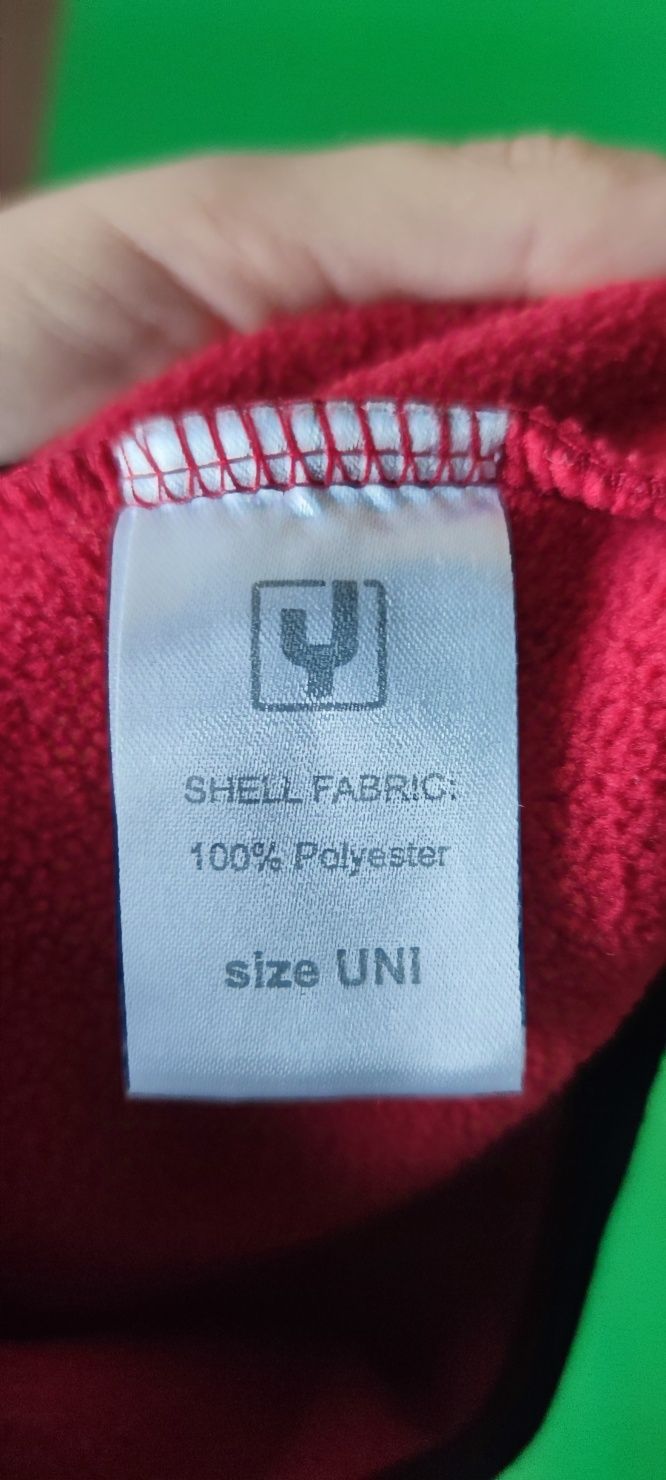 SHELL FABRIC:
100% Polyester
size UNI